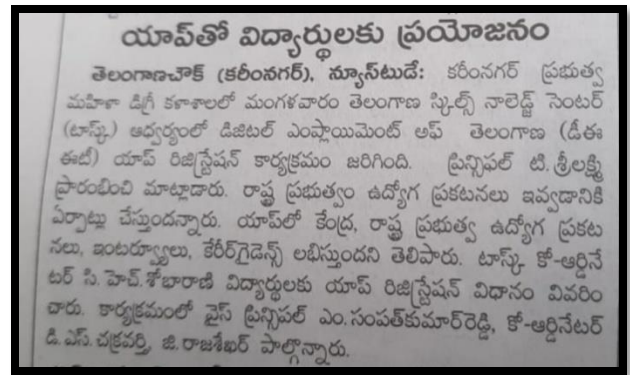 యాప్‌తో విద్యార్థులకు ప్రయోజనం
తెలంగాణచౌక్ (కరీంనగర్), న్యూస్‌టుడే: కరీంనగర్ ప్రభుత్వ
మహిళా డిగ్రీ కళాశాలలో మంగళవారం తెలంగాణ స్కిల్స్ నాలెడ్జ్ సెంటర్
(టాస్క్) ఆధ్వర్యంలో డిజిటల్ ఎంప్లాయిమెంట్ ఆఫ్ తెలంగాణ (డీఈ
ఈటీ) యాప్ రిజిస్ట్రేషన్ కార్యక్రమం జరిగింది. ప్రిన్సిపల్ టి. శ్రీలక్ష్మి
ప్రారంభించి మాట్లాడారు. రాష్ట్ర ప్రభుత్వం ఉద్యోగ ప్రకటనలు ఇవ్వడానికి
ఏర్పాట్లు చేస్తుందన్నారు. యాప్‌లో కేంద్ర, రాష్ట్ర ప్రభుత్వ ఉద్యోగ ప్రకట
నలు, ఇంటర్వ్యూలు, కేరీర్‌గైడెన్స్ లభిస్తుందని తెలిపారు. టాస్క్ కో-ఆర్డినే
టర్ సి. హెచ్.శోభారాణి విద్యార్థులకు యాప్ రిజిస్ట్రేషన్ విధానం వివరిం
చారు. కార్యక్రమంలో వైస్ ప్రిన్సిపల్ ఎం.సంపత్‌కుమార్‌రెడ్డి, కో-ఆర్డినేటర్
డి.ఎస్.చక్రవర్తి, జి.రాజశేఖర్ పాల్గొన్నారు.